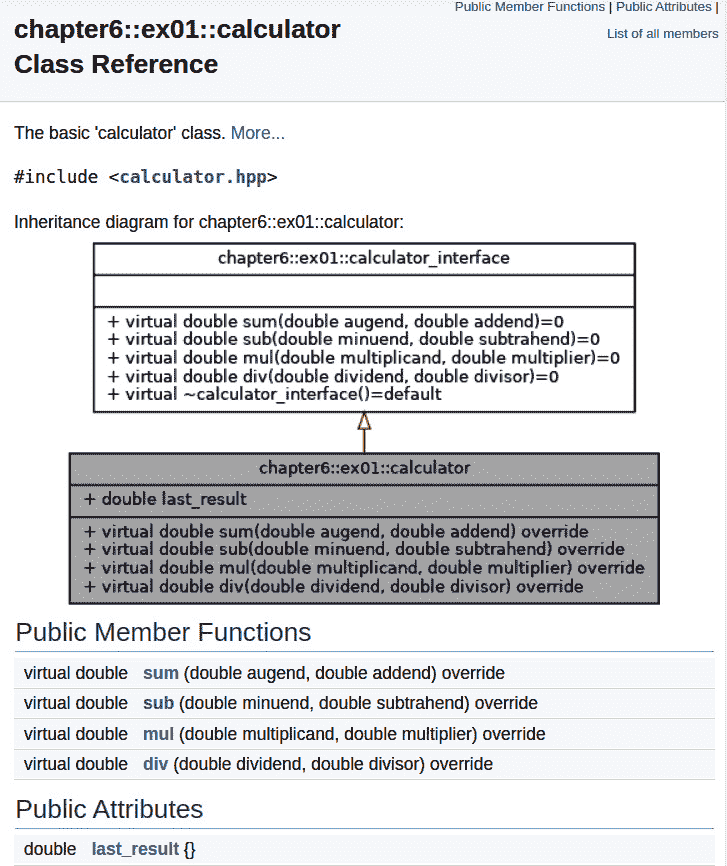 Public Member Functions | Public Attributes |
List of all members
chapter6::ex01::calculator
Class Reference
The basic 'calculator' class. More...
#include <calculator.hpp>
Inheritance diagram for chapter6::ex01::calculator:
chapter6::ex01::calculator_interface
+ virtual double sum(double augend, double addend)=0
+ virtual double sub(double minuend, double subtrahend)=0
+ virtual double mul(double multiplicand, double multiplier)=0
+ virtual double div(double dividend, double divisor)=0
+ virtual ~calculator_interface()=default
chapter6::ex01::calculator
+ double last_result
+ virtual double sum(double augend, double addend) override
+ virtual double sub(double minuend, double subtrahend) override
+ virtual double mul(double multiplicand, double multiplier) override
+ virtual double div(double dividend, double divisor) override
Public Member Functions
virtual double sum (double augend, double addend) override
virtual double sub (double minuend, double subtrahend) override
virtual double mul (double multiplicand, double multiplier) override
virtual double div (double dividend, double divisor) override
Public Attributes
double last_result {}